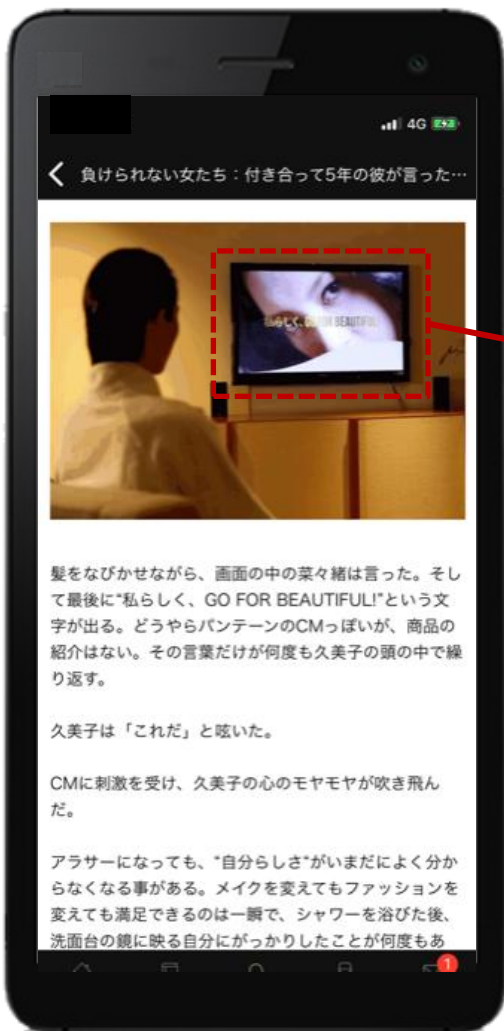 4G
負けられない女たち：付き合って5年の彼が言った…
私らしく、GO FOR BEAUTIFUL!
髪をなびかせながら、画面の中の菜々緒は言った。そし
て最後に“私らしく、GO FOR BEAUTIFUL!”という文
字が出る。どうやらパンテーンのCMっぽいが、商品の
紹介はない。その言葉だけが何度も久美子の頭の中で繰
り返す。
久美子は「これだ」と呟いた。
CMに刺激を受け、久美子の心のモヤモヤが吹き飛ん
だ。
アラサーになっても、“自分らしさ”がいまだによく分か
らなくなる事がある。メイクを変えてもファッションを
変えても満足できるのは一瞬で、シャワーを浴びた後、
洗面台の鏡に映る自分にがっかりしたことが何度もあ
1